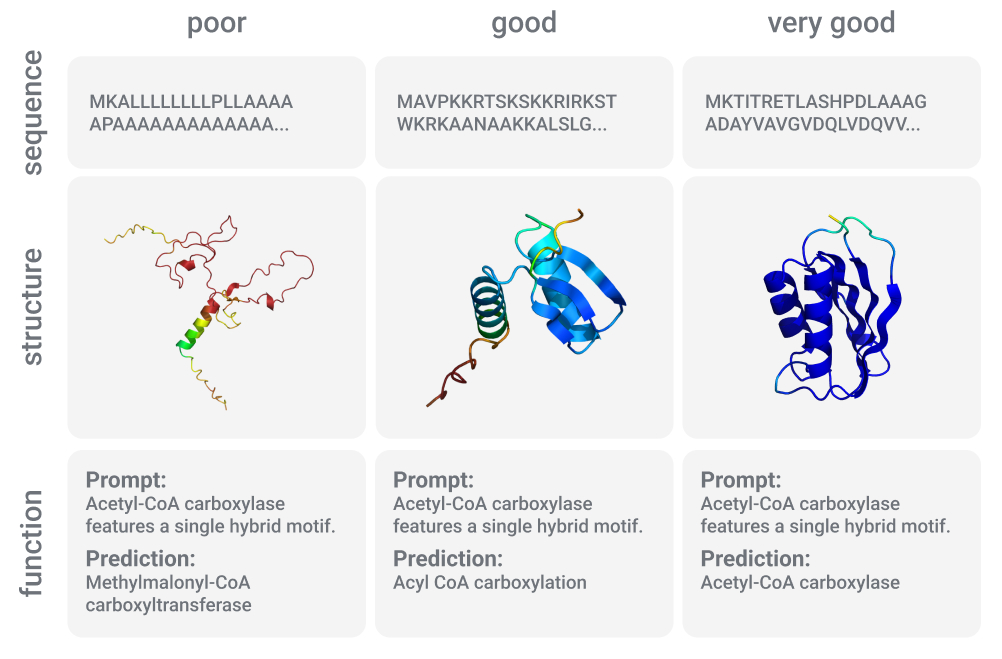 poor
good
very good
sequence
MKALLLLLLLLPLLAAAA
APAAAAAAAAAAAAA...
MAVPKKRTSKSKKRIRKST
WKRKAANAAKKALSLG...
MKTITRETLASHPDLAAAG
ADAYVAVGVDQLVDQVV...
structure
function
Prompt:
Acetyl-CoA carboxylase
features a single hybrid motif.
Prediction:
Methylmalonyl-CoA
carboxyltransferase
Prompt:
Acetyl-CoA carboxylase
features a single hybrid motif.
Prediction:
Acyl CoA carboxylation
Prompt:
Acetyl-CoA carboxylase
features a single hybrid motif.
Prediction:
Acetyl-CoA carboxylase